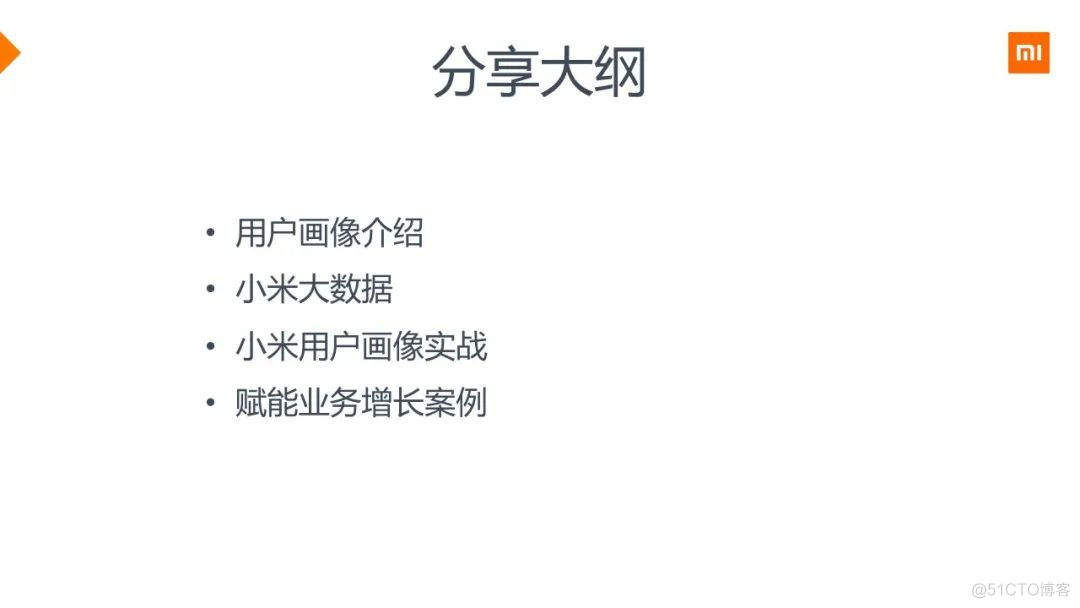 分享大纲
mi
• 用户画像介绍
• 小米大数据
• 小米用户画像实战
• 赋能业务增长案例
@51CTO博客